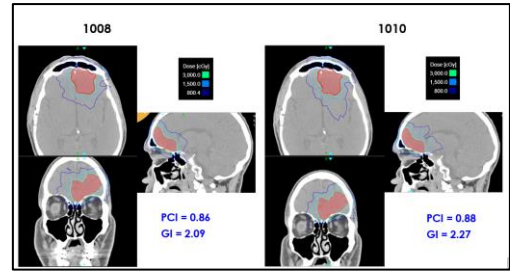 1008
1010
Dose [cGy]
3,000.0
1,500.0
800.4
Dose [cGy]
3,000.0
1,500.0
800.0
PCI = 0.86
GI = 2.09
PCI = 0.88
GI = 2.27